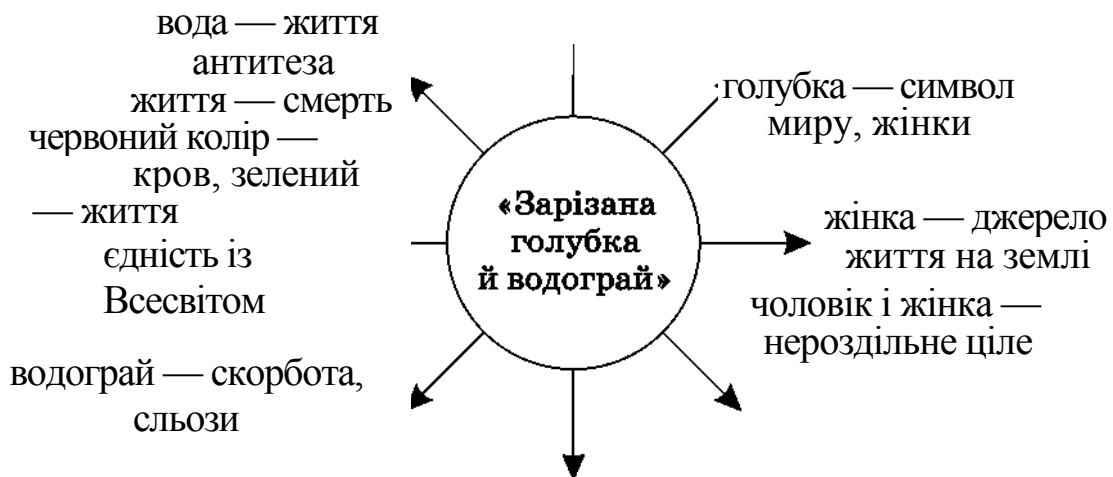 вода — життя
антитеза
життя — смерть
червоний колір —
кров, зелений
— життя
єдність із
Всесвітом
водограй — скорбота,
сльози
«Зарізана
голубка
й водограй»
голубка — символ
миру, жінки
жінка — джерело
життя на землі
чоловік і жінка —
нероздільне ціле